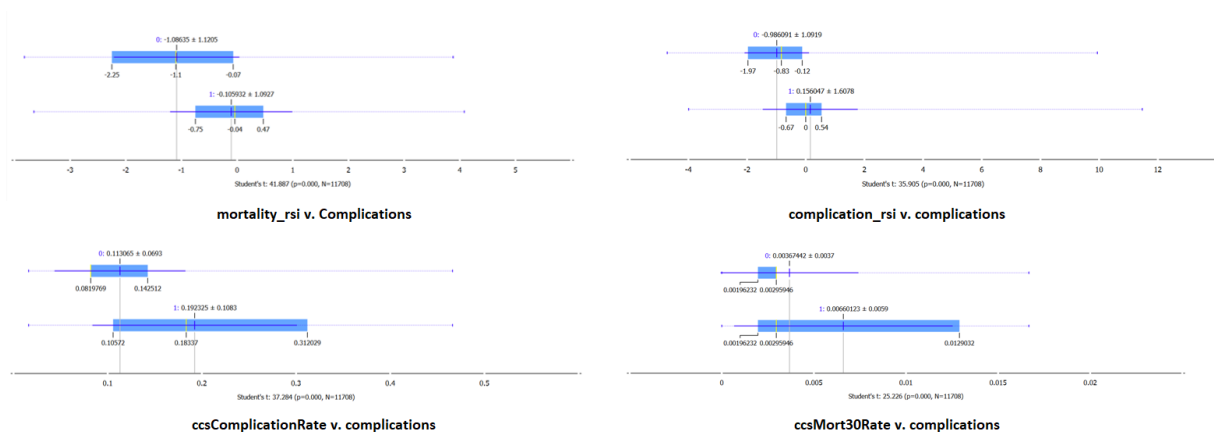 0: -1.08635 ± 1.1205
-2.25 -1.1 -0.07
1: -0.105932 ± 1.0927
-0.75 -0.04 0.47
-3 -2 -1 0 1 2 3 4 5
Student's t: 41.887 (p=0.000, N=11708)
mortality_rsi v. Complications
0: -0.986091 ± 1.0919
-1.97 -0.83 -0.12
1: 0.156047 ± 1.6078
-0.67 0 0.54
-4 -2 0 2 4 6 8 10 12
Student's t: 35.905 (p=0.000, N=11708)
complication_rsi v. complications
0: 0.113065 ± 0.0693
0.0819769 0.142512
1: 0.192325 ± 0.1083
0.10572 0.18337 0.312029
0.1 0.2 0.3 0.4 0.5
Student's t: 37.284 (p=0.000, N=11708)
ccsComplicationRate v. complications
0: 0.00367442 ± 0.0037
0.00196232 0.00295946
1: 0.00660123 ± 0.0059
0.00196232 0.00295946 0.0129032
0 0.005 0.01 0.015 0.02
Student's t: 25.226 (p=0.000, N=11708)
ccsMort30Rate v. complications